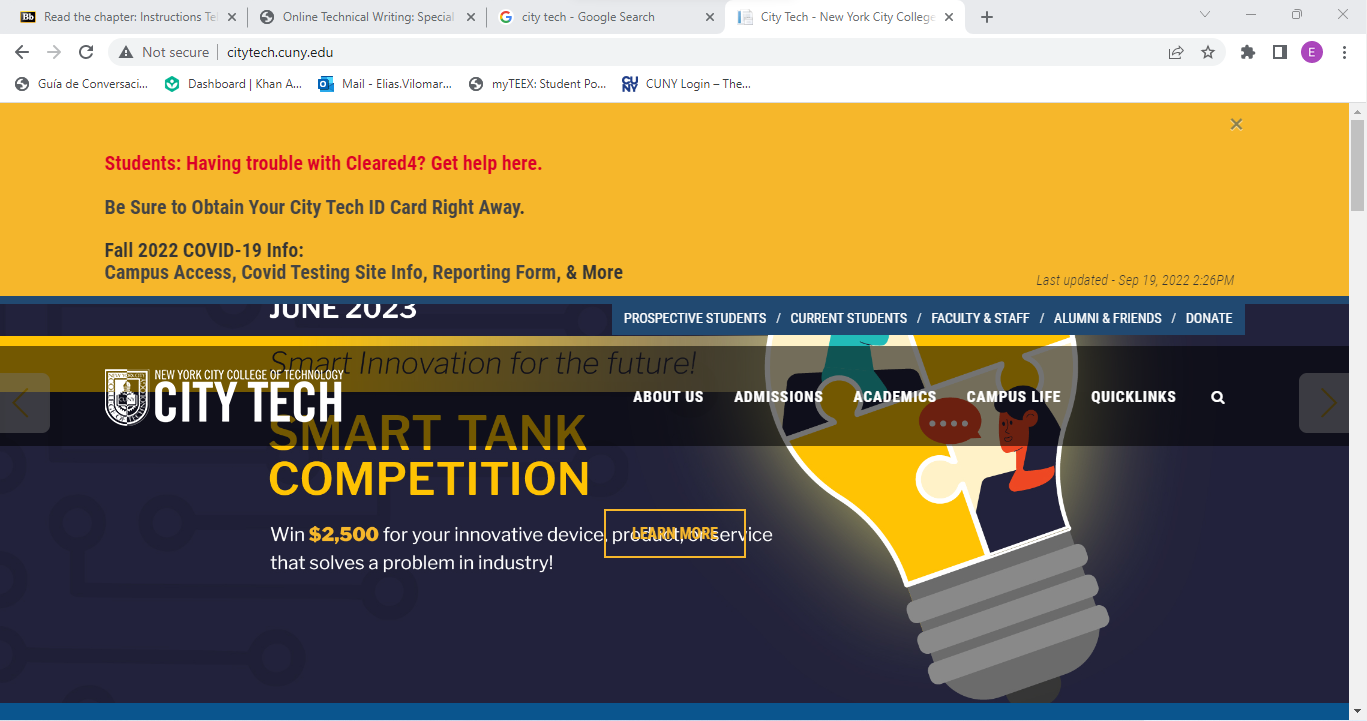 Read the chapter: Instructions Te
Online Technical Writing: Special
city tech - Google Search
City Tech - New York City College
Not secure
citytech.cuny.edu
E
Guía de Conversaci...
Dashboard | Khan A...
Mail - Elias.Vilomar...
myTEEX: Student Po...
CUNY Login – The...
Students: Having trouble with Cleared4? Get help here.
Be Sure to Obtain Your City Tech ID Card Right Away.
Fall 2022 COVID-19 Info:
Campus Access, Covid Testing Site Info, Reporting Form, & More
Last updated - Sep 19, 2022 2:26PM
JUNE 2023
PROSPECTIVE STUDENTS / CURRENT STUDENTS / FACULTY & STAFF / ALUMNI & FRIENDS / DONATE
Smart Innovation for the future!
NEW YORK CITY COLLEGE OF TECHNOLOGY
CITY TECH
ABOUT US
ADMISSIONS
ACADEMICS
CAMPUS LIFE
QUICKLINKS
SMART TANK
COMPETITION
Win $2,500 for your innovative device, product, or service
LEARN MORE
that solves a problem in industry!